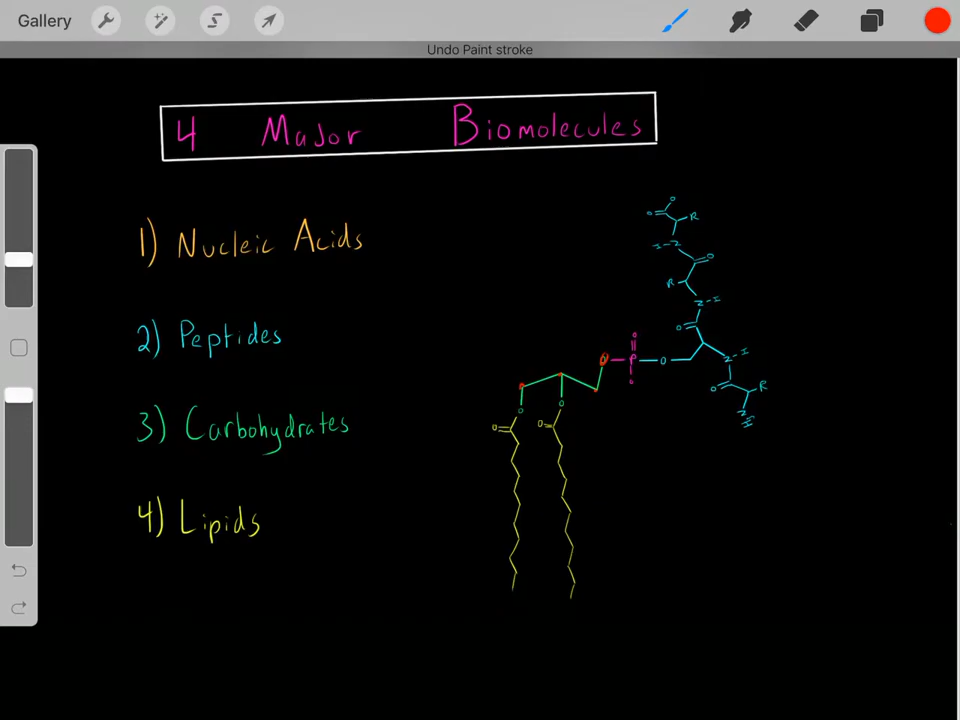 Gallery
Undo Paint stroke
4 Major Biomolecules
1) Nucleic Acids
2) Peptides
3) Carbohydrates
4) Lipids
O
O
R
N-H
O
R
N-H
O
O
P
O
O
O
N-H
O
R
N
H
H
O
O
O
O